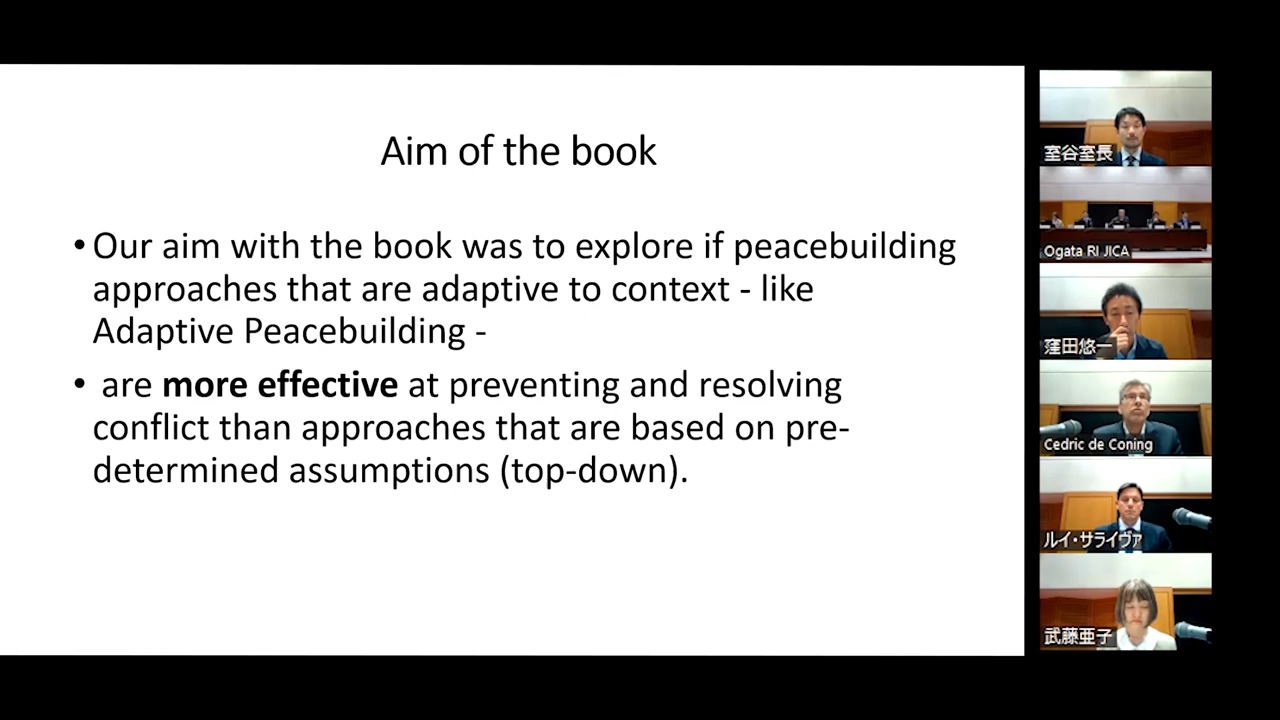 Aim of the book
• Our aim with the book was to explore if peacebuilding
approaches that are adaptive to context - like
Adaptive Peacebuilding -
• are more effective at preventing and resolving
conflict than approaches that are based on pre-
determined assumptions (top-down).
室谷室長
Ogata RI JICA
窪田悠一
Cedric de Coning
ルイ・サライヴァ
武藤亜子